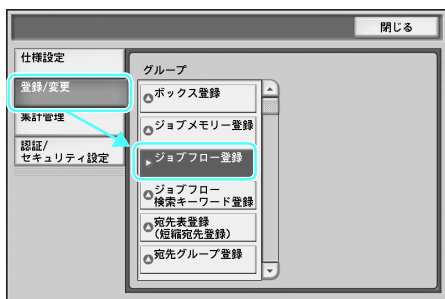 閉じる
仕様設定
登録/変更
集計管理
認証/
セキュリティ設定
グループ
ボックス登録
ジョブメモリー登録
ジョブフロー登録
ジョブフロー
検索キーワード登録
宛先表登録
(短縮宛先登録)
宛先グループ登録